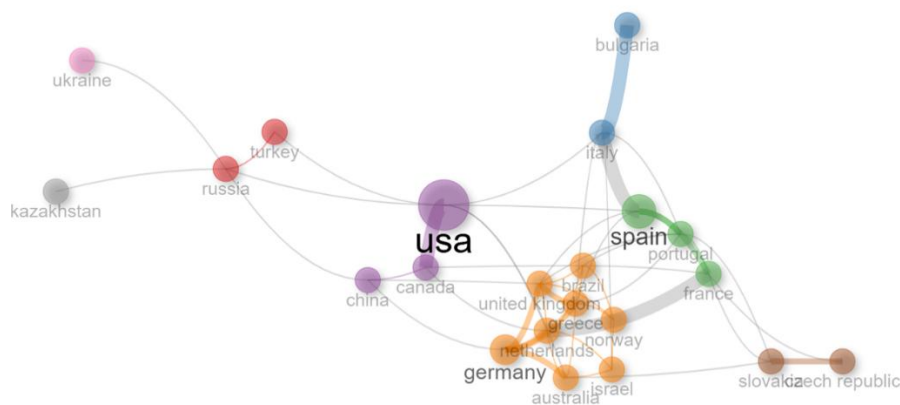 bulgaria
ukraine
turkey
italy
russia
kazakhstan
usa
spain
portugal
canada
brazil
china
france
united kingdom
greece
norway
netherlands
germany
slovakia
czech republic
israel
australia